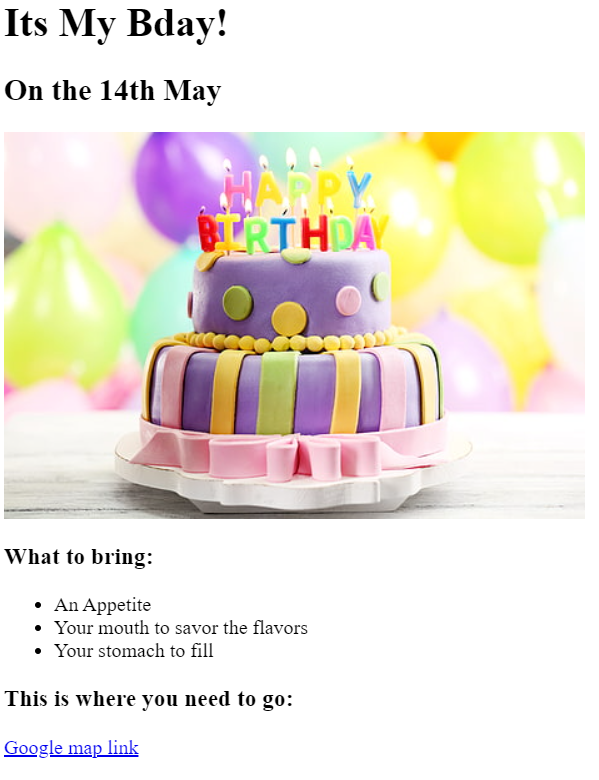 Its My Bday!
On the 14th May
HAPPY
BIRTHDAY
What to bring:
An Appetite
Your mouth to savor the flavors
Your stomach to fill
This is where you need to go:
Google map link